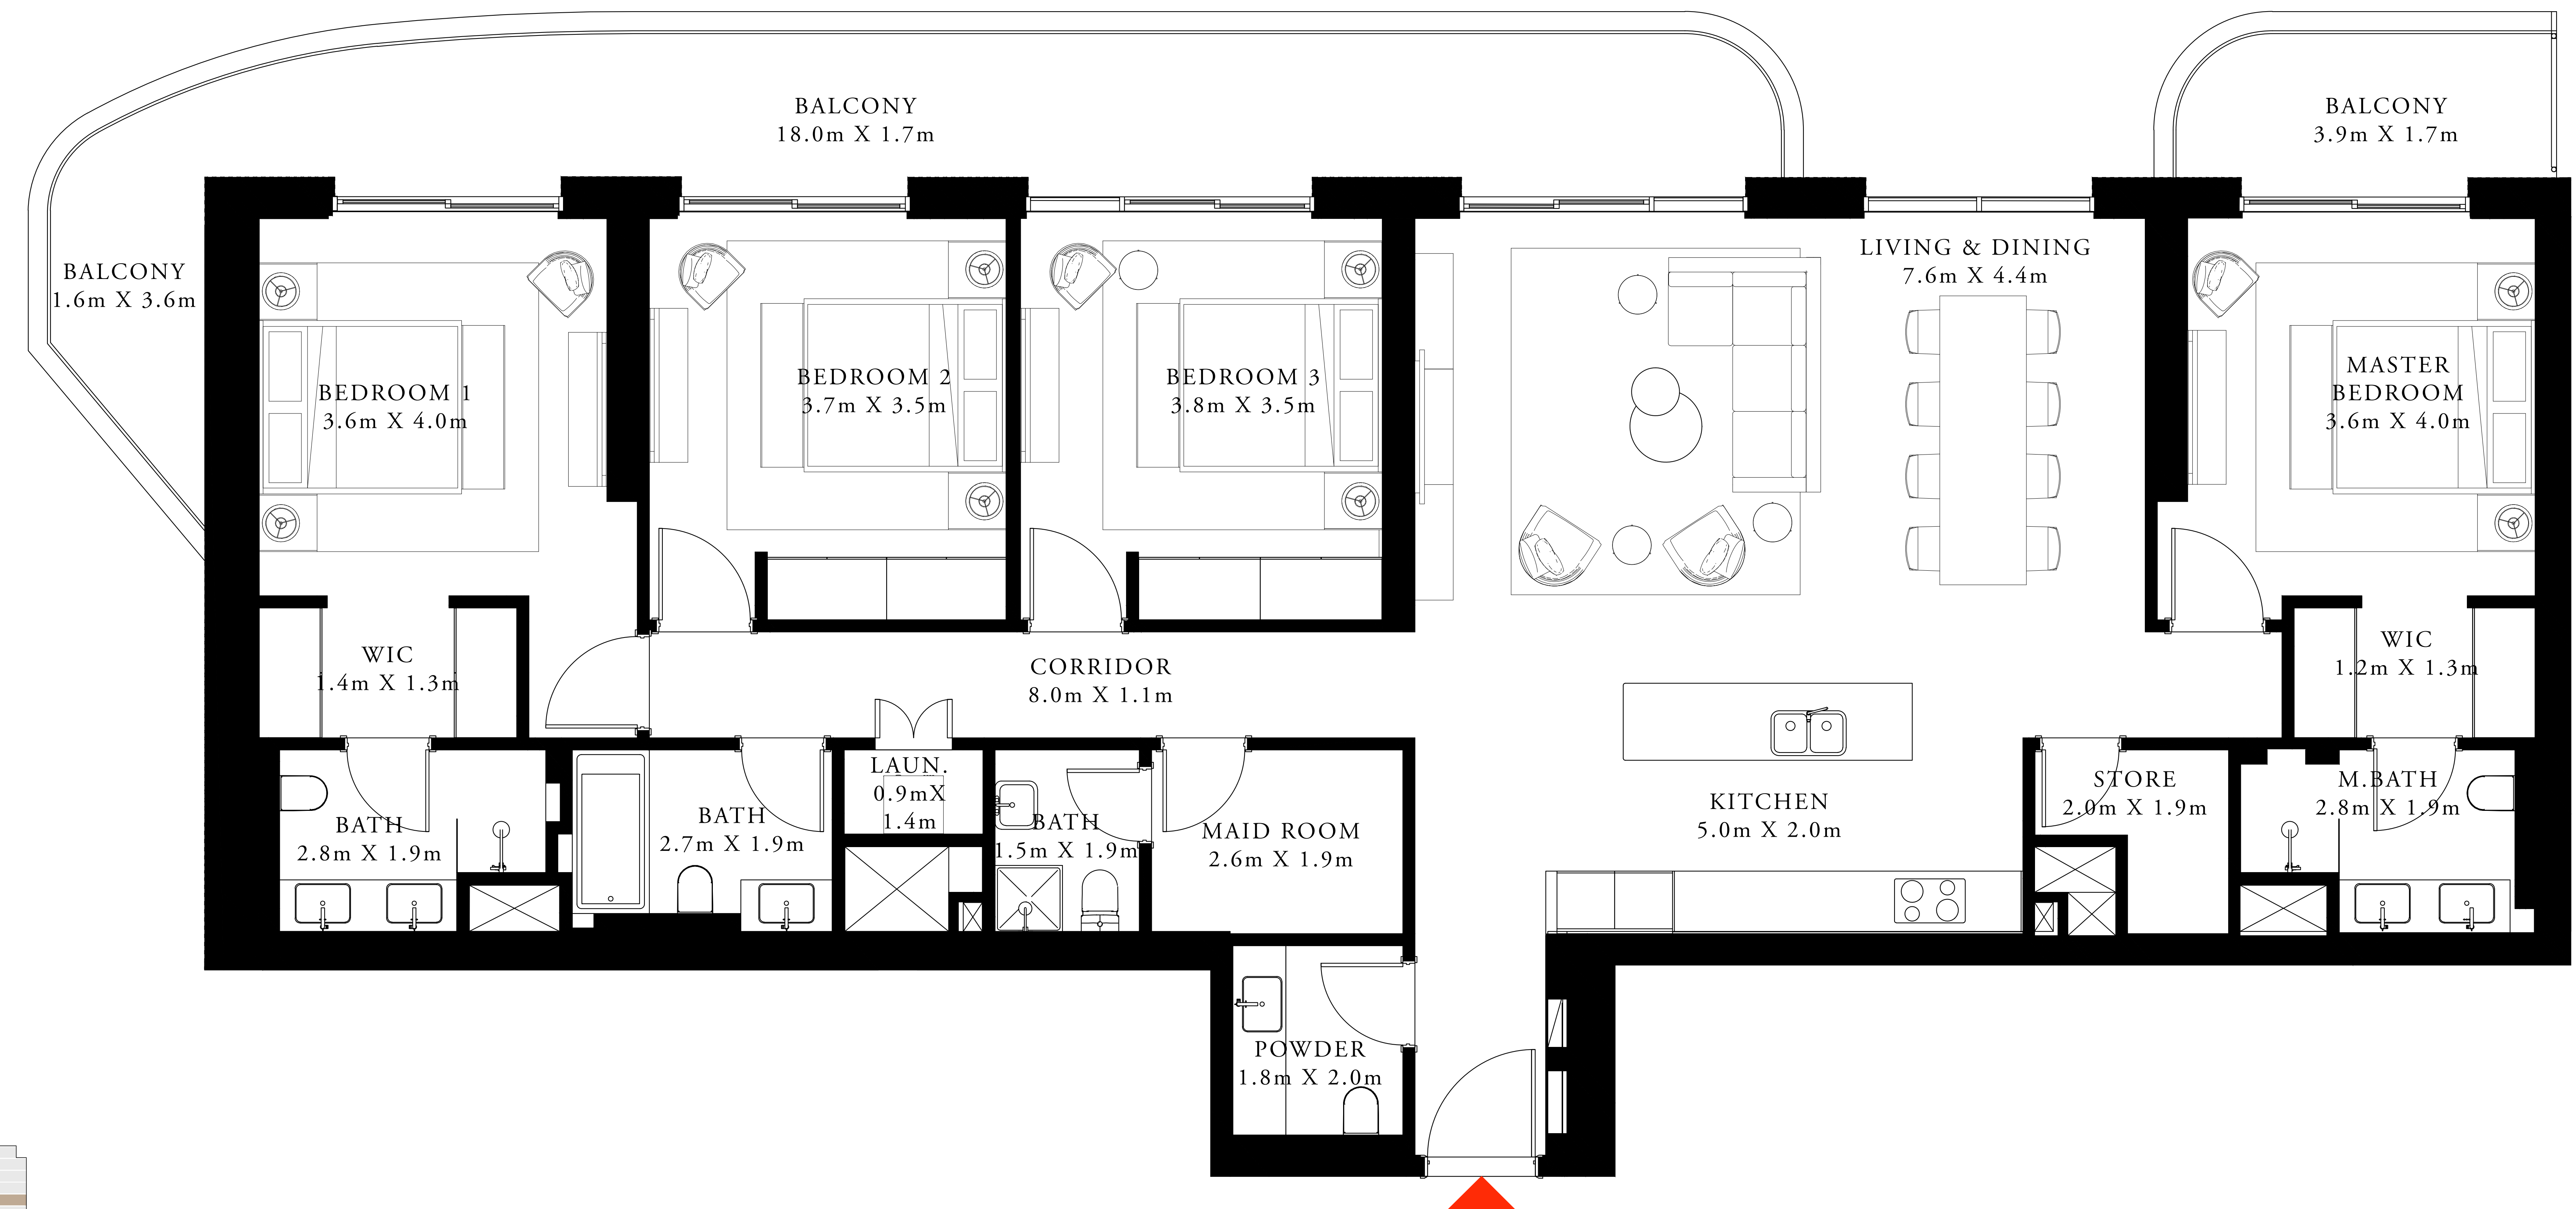 BALCONY
18.0m X 1.7m
BALCONY
3.9m X 1.7m
BALCONY
1.6m X 3.6m
LIVING & DINING
7.6m X 4.4m
BEDROOM 1
3.6m X 4.0m
BEDROOM 2
3.7m X 3.5m
BEDROOM 3
3.8m X 3.5m
MASTER
BEDROOM
3.6m X 4.0m
WIC
1.4m X 1.3m
CORRIDOR
8.0m X 1.1m
WIC
1.2m X 1.3m
BATH
2.8m X 1.9m
BATH
2.7m X 1.9m
LAUN.
0.9mX
1.4m
BATH
1.5m X 1.9m
MAID ROOM
2.6m X 1.9m
KITCHEN
5.0m X 2.0m
STORE
2.0m X 1.9m
M.BATH
2.8m X 1.9m
POWDER
1.8m X 2.0m